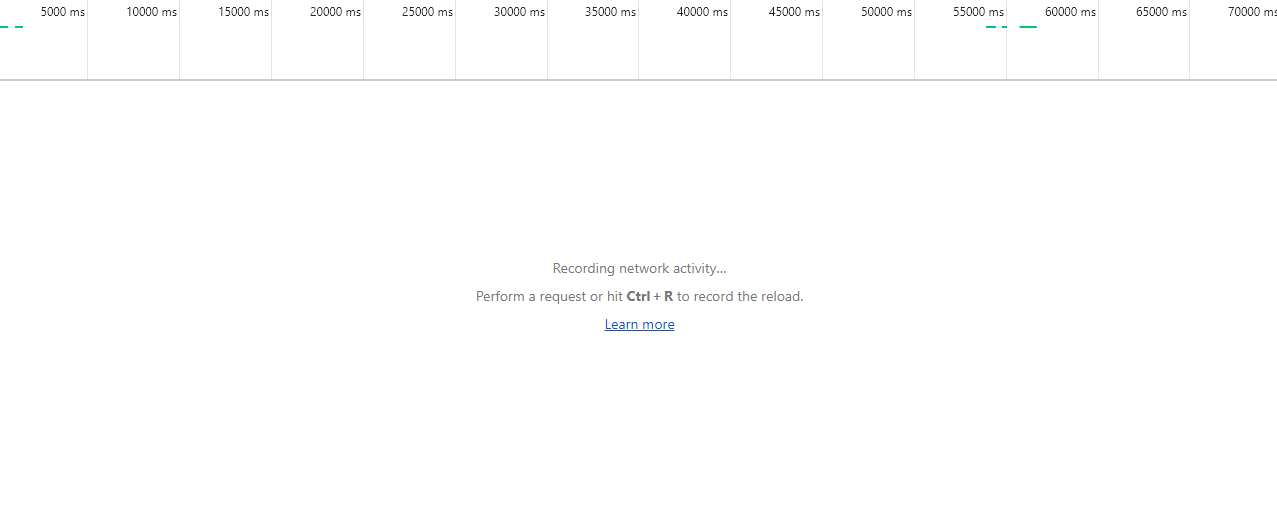 5000 ms 10000 ms 15000 ms 20000 ms 25000 ms 30000 ms 35000 ms 40000 ms 45000 ms 50000 ms 55000 ms 60000 ms 65000 ms 70000 ms
Recording network activity…
Perform a request or hit Ctrl + R to record the reload.
Learn more